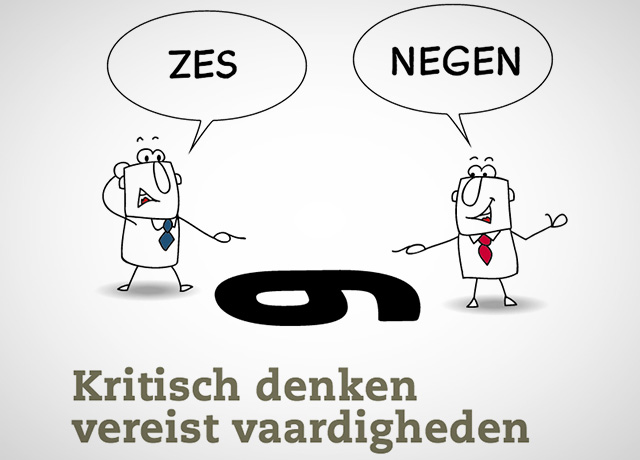 ZES
NEGEN
Kritisch denken
vereist vaardigheden